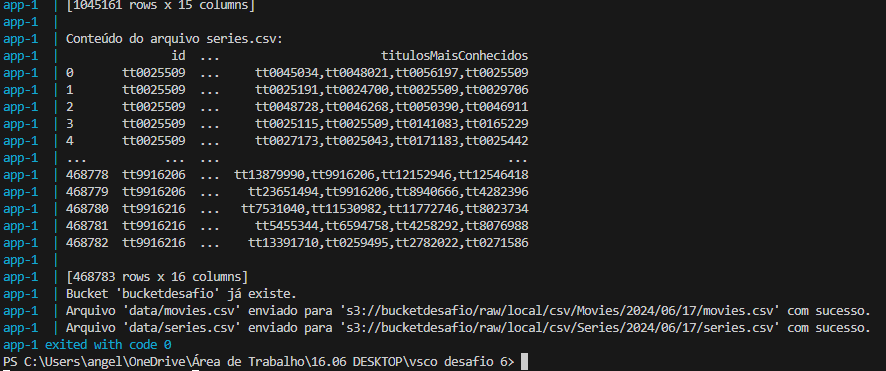 app-1  | [1045161 rows x 15 columns]
app-1  |
app-1  | Conteúdo do arquivo series.csv:
app-1  |                id  ...                     titulosMaisConhecidos
app-1  | 0       tt0025509  ...   tt0045034,tt0048021,tt0056197,tt0025509
app-1  | 1       tt0025509  ...   tt0025191,tt0024700,tt0025509,tt0029706
app-1  | 2       tt0025509  ...   tt0048728,tt0046268,tt0050390,tt0046911
app-1  | 3       tt0025509  ...   tt0025115,tt0025509,tt0141083,tt0165229
app-1  | 4       tt0025509  ...   tt0027173,tt0025043,tt0171183,tt0025442
app-1  | ...           ...  ...                                       ...
app-1  | 468778  tt9916206  ...  tt13879990,tt9916206,tt12152946,tt12546418
app-1  | 468779  tt9916206  ...   tt23651494,tt9916206,tt8940666,tt4282396
app-1  | 468780  tt9916216  ...  tt7531040,tt11530982,tt11772746,tt8023734
app-1  | 468781  tt9916216  ...   tt5455344,tt6594758,tt4258292,tt8076988
app-1  | 468782  tt9916216  ...  tt13391710,tt0259495,tt2782022,tt0271586
app-1  |
app-1  | [468783 rows x 16 columns]
app-1  | Bucket 'bucketdesafio' já existe.
app-1  | Arquivo 'data/movies.csv' enviado para 's3://bucketdesafio/raw/local/csv/Movies/2024/06/17/movies.csv' com sucesso.
app-1  | Arquivo 'data/series.csv' enviado para 's3://bucketdesafio/raw/local/csv/Series/2024/06/17/series.csv' com sucesso.
app-1 exited with code 0
PS C:\Users\angel\OneDrive\Área de Trabalho\16.06 DESKTOP\vsco desafio 6>